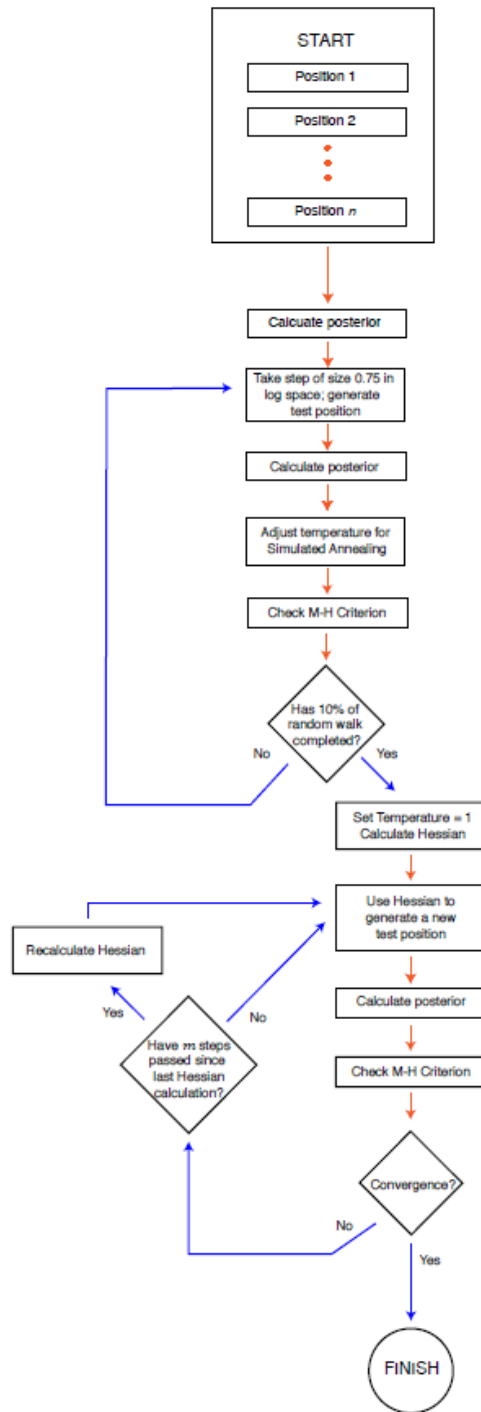 START
Position 1
Position 2
Position n
Calcuate posterior
Take step of size 0.75 in
log space; generate
test position
Calculate posterior
Adjust temperature for
Simulated Annealing
Check M-H Criterion
Has 10% of
random walk
completed?
No
Yes
Set Temperature = 1
Calculate Hessian
Use Hessian to
generate a new
test position
Recalculate Hessian
Calculate posterior
Yes
No
Have m steps
passed since
last Hessian
calculation?
Check M-H Criterion
Convergence?
No
Yes
FINISH